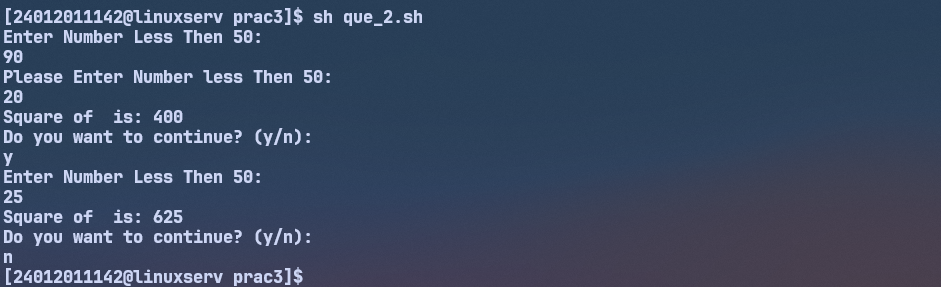 [24012011142@linuxserv prac3]$ sh que_2.sh
Enter Number Less Then 50:
90
Please Enter Number less Then 50:
20
Square of  is: 400
Do you want to continue? (y/n):
y
Enter Number Less Then 50:
25
Square of  is: 625
Do you want to continue? (y/n):
n
[24012011142@linuxserv prac3]$